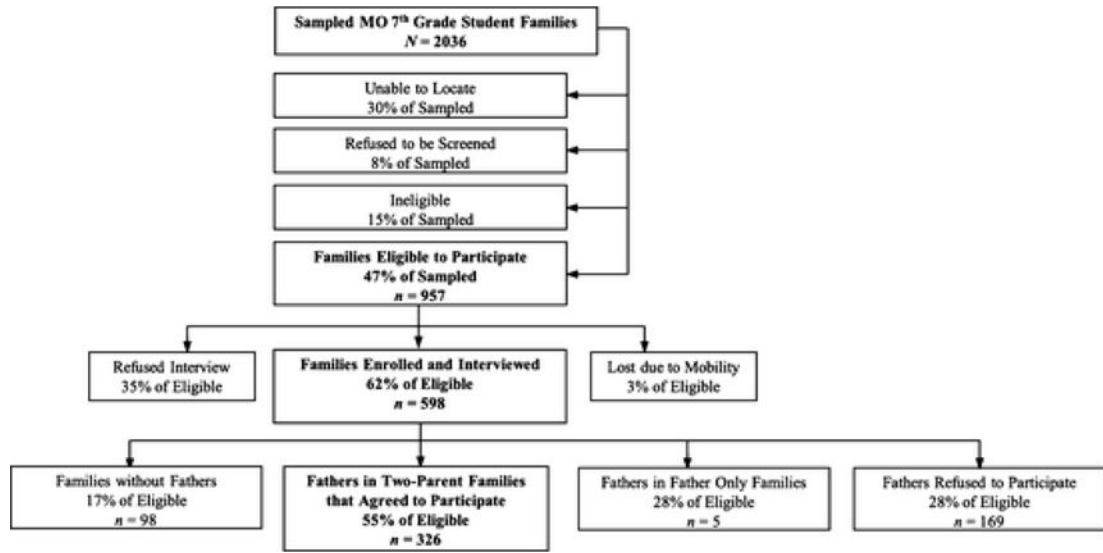 Sampled MO 7th Grade Student Families
N = 2036
Unable to Locate
30% of Sampled
Refused to be Screened
8% of Sampled
Ineligible
15% of Sampled
Families Eligible to Participate
47% of Sampled
n = 957
Refused Interview
35% of Eligible
Families Enrolled and Interviewed
62% of Eligible
n = 598
Lost due to Mobility
3% of Eligible
Families without Fathers
17% of Eligible
n = 98
Fathers in Two-Parent Families
that Agreed to Participate
55% of Eligible
n = 326
Fathers in Father Only Families
28% of Eligible
n = 5
Fathers Refused to Participate
28% of Eligible
n = 169